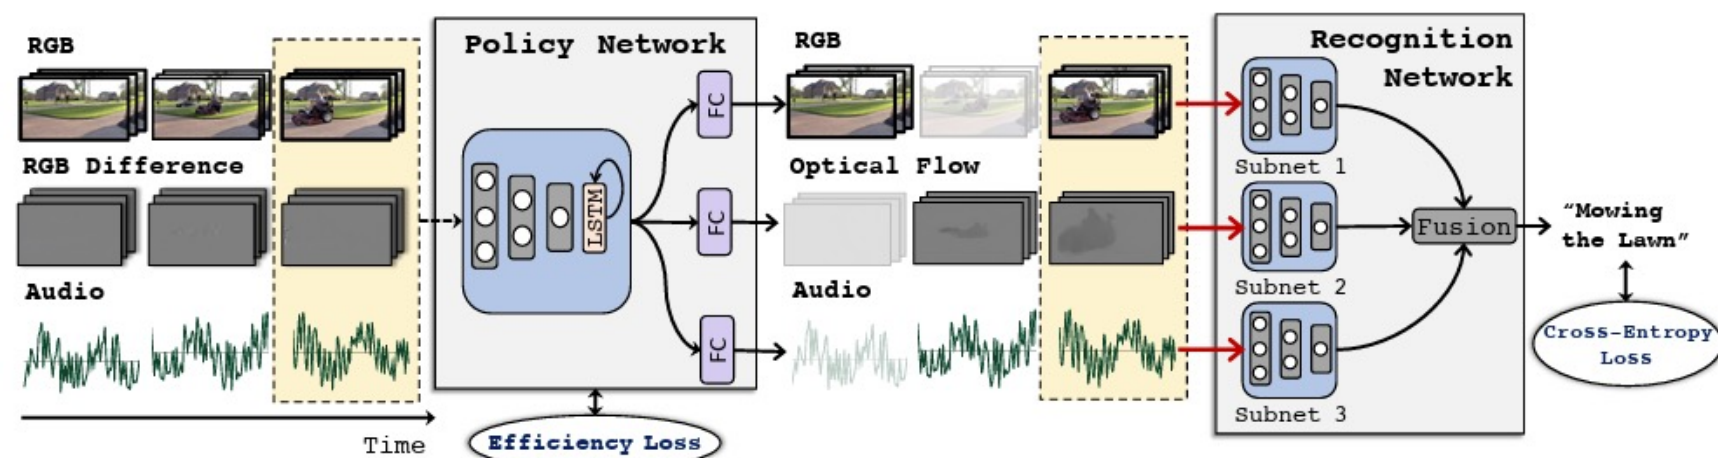 RGB
RGB Difference
Audio
Time
Policy Network
LSTM
FC
FC
FC
Efficiency Loss
RGB
Optical Flow
Audio
Recognition
Network
Subnet 1
Subnet 2
Subnet 3
Fusion
“Mowing
the Lawn”
Cross-Entropy
Loss